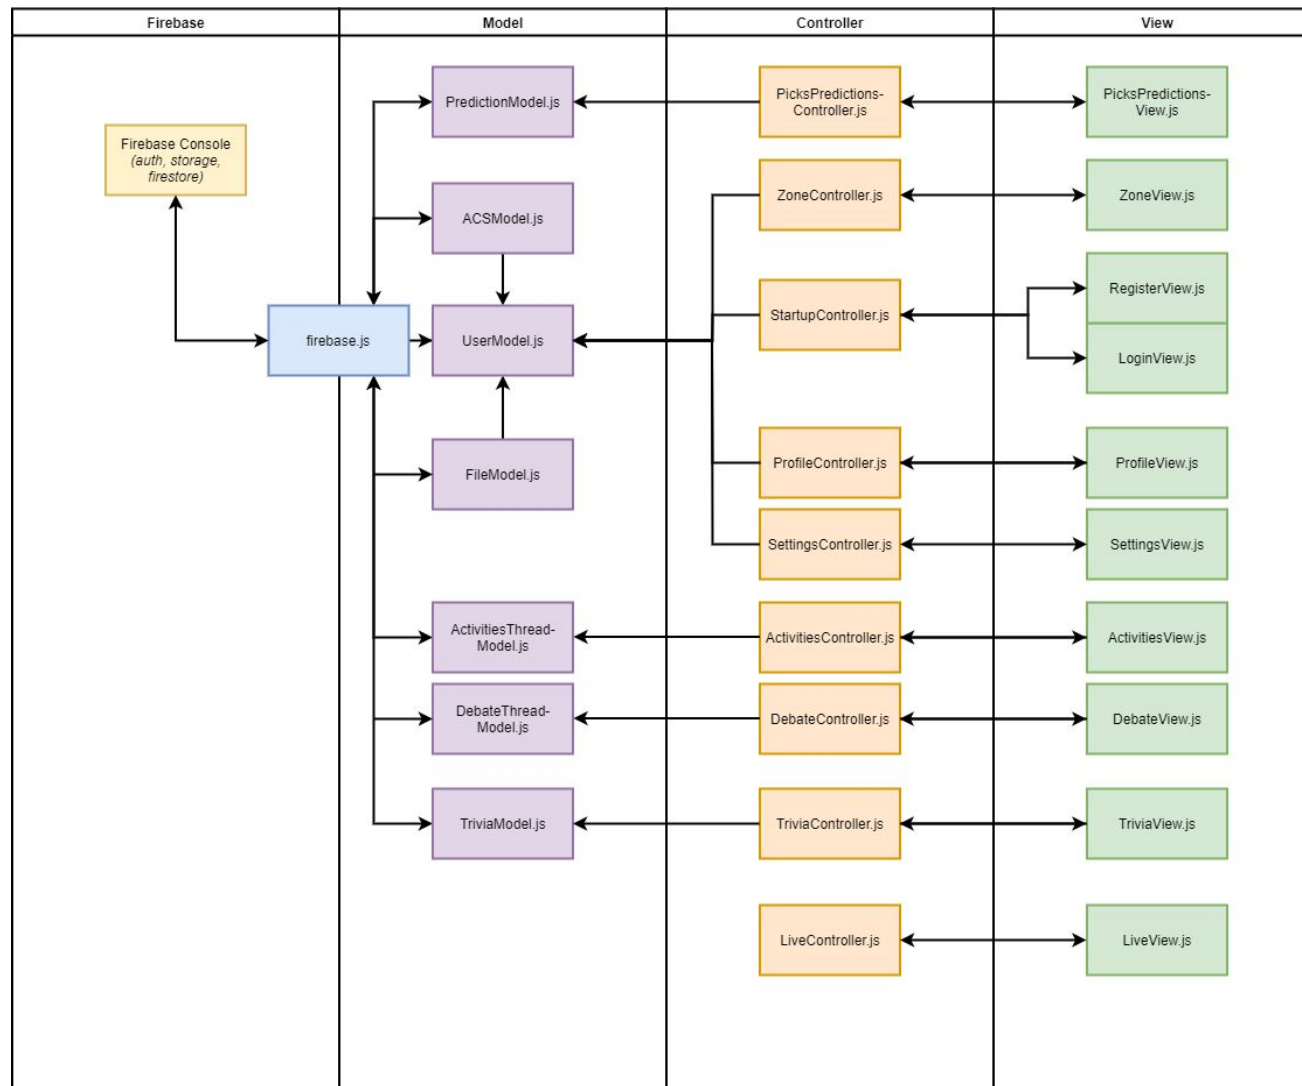 Firebase
Model
Controller
View
PredictionModel.js
PicksPredictions-
Controller.js
PicksPredictions-
View.js
Firebase Console
(auth, storage,
firestore)
ACSModel.js
ZoneController.js
ZoneView.js
firebase.js
UserModel.js
StartupController.js
RegisterView.js
LoginView.js
FileModel.js
ProfileController.js
ProfileView.js
SettingsController.js
SettingsView.js
ActivitiesThread-
Model.js
ActivitiesController.js
ActivitiesView.js
DebateThread-
Model.js
DebateController.js
DebateView.js
TriviaModel.js
TriviaController.js
TriviaView.js
LiveController.js
LiveView.js